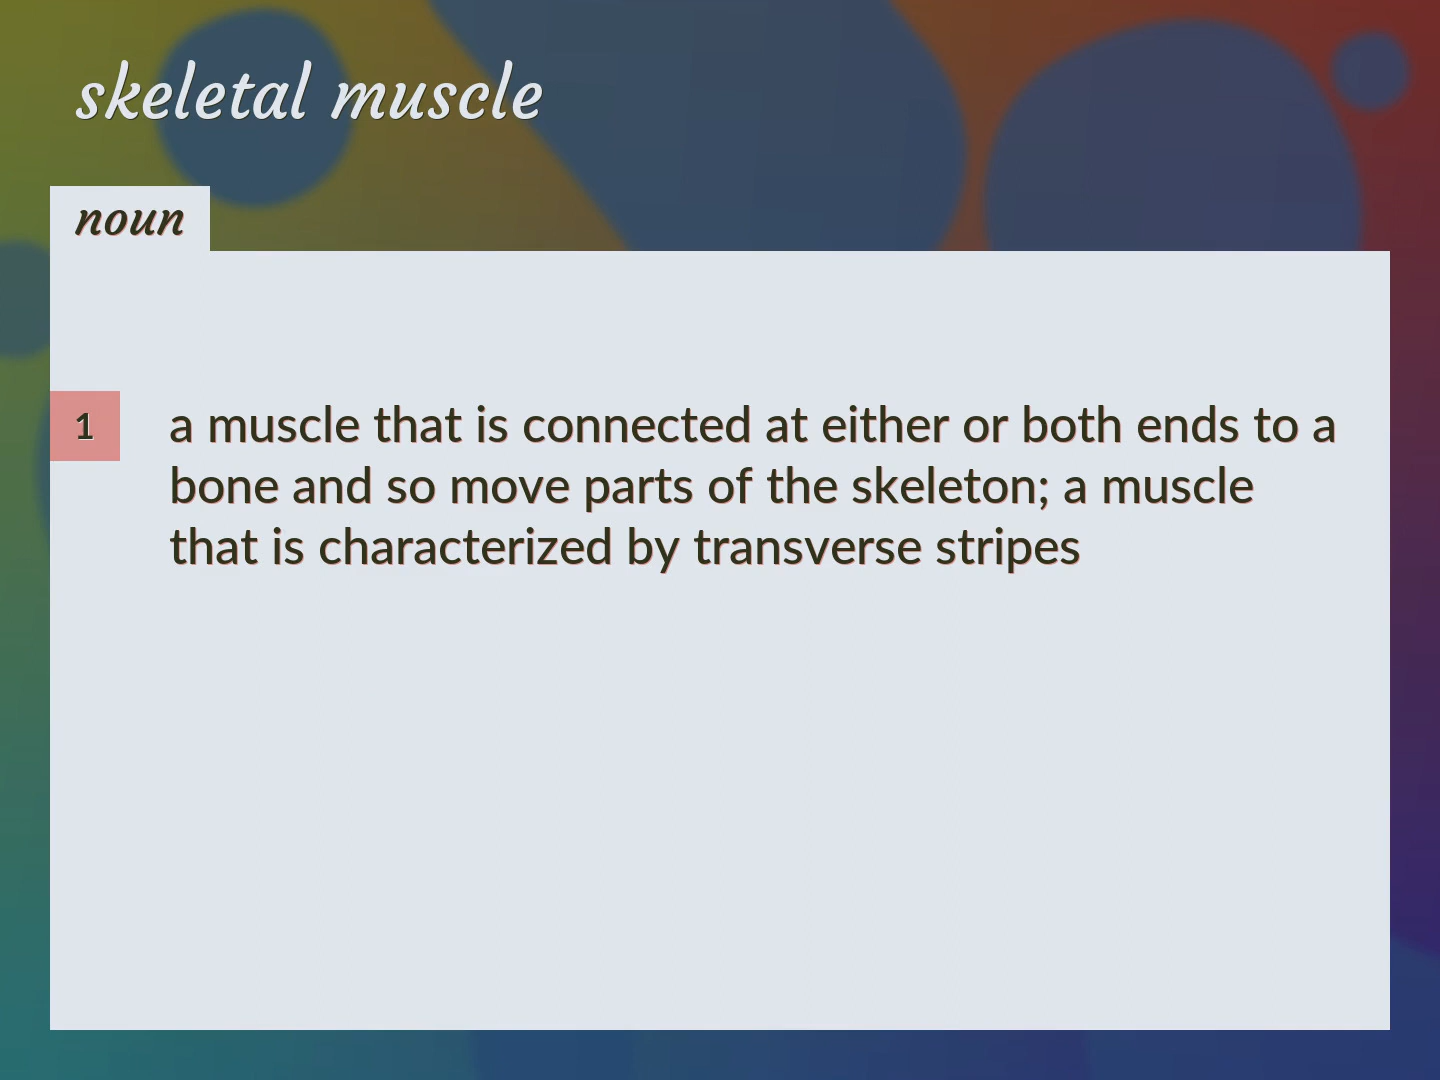 skeletal muscle
noun
1
a muscle that is connected at either or both ends to a
bone and so move parts of the skeleton; a muscle
that is characterized by transverse stripes